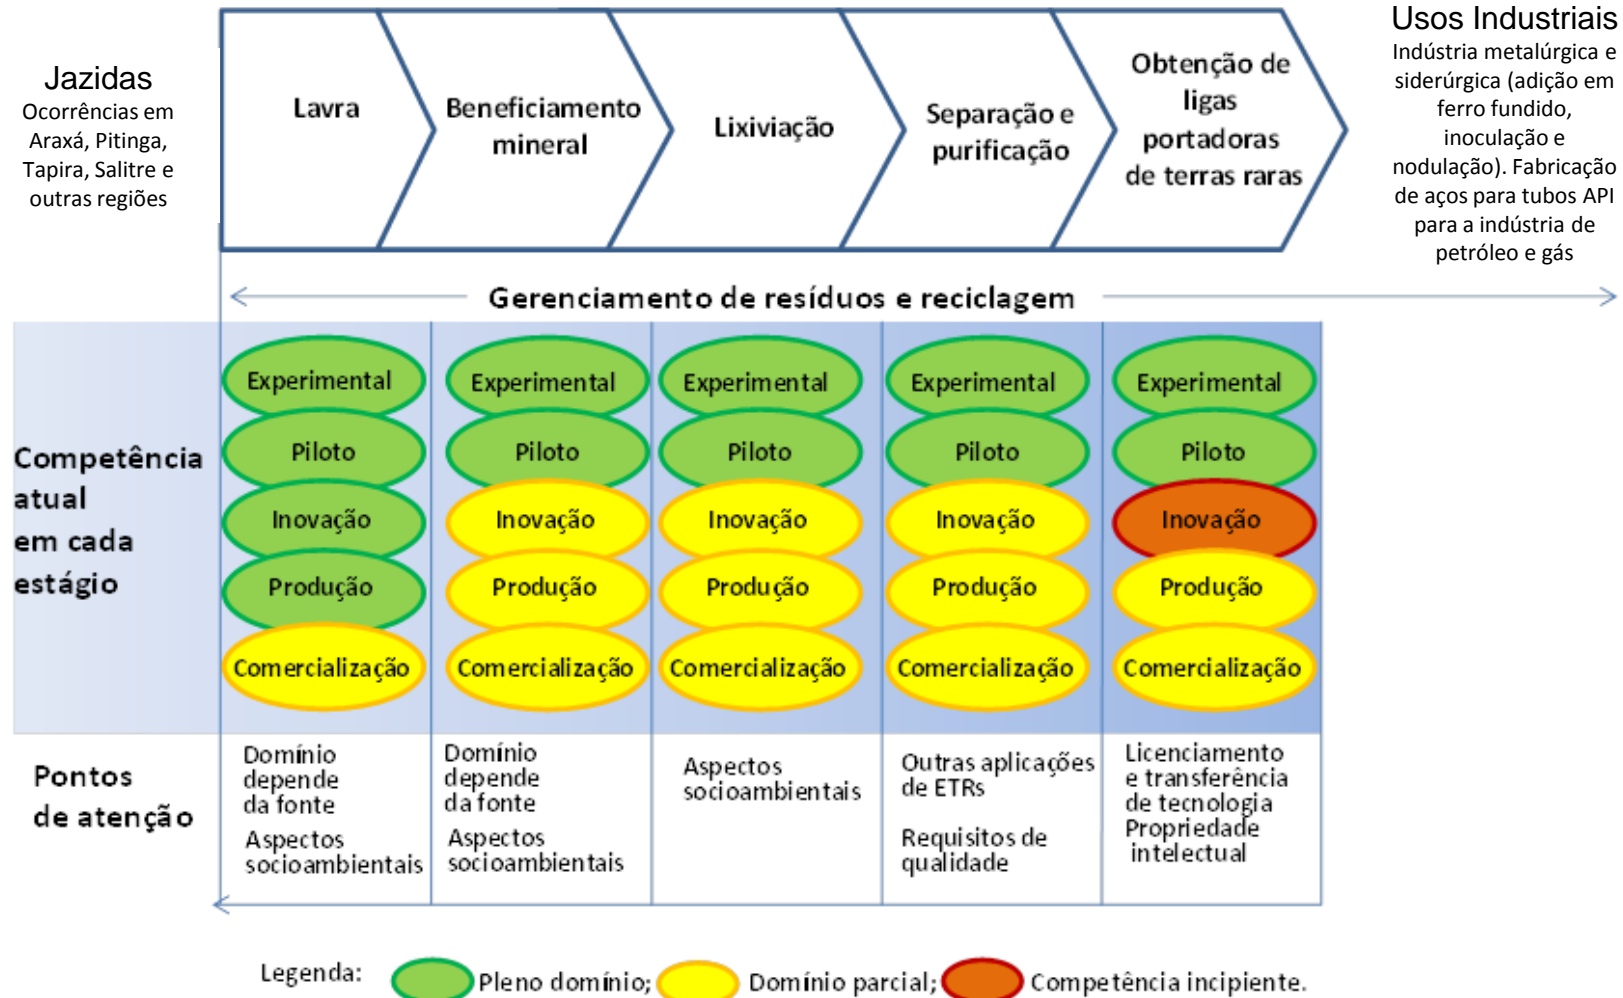 Jazidas
Ocorrências em
Araxá, Pitinga,
Tapira, Salitre e
outras regiões
Lavra
Beneficiamento
mineral
Lixiviação
Separação e
purificação
Obtenção de
ligas
portadoras
de terras raras
Usos Industriais
Indústria metalúrgica e
siderúrgica (adição em
ferro fundido,
inoculação e
nodulação). Fabricação
de aços para tubos API
para a indústria de
petróleo e gás
Gerenciamento de resíduos e reciclagem
Competência
atual
em cada
estágio
Experimental
Piloto
Inovação
Produção
Comercialização
Experimental
Piloto
Inovação
Produção
Comercialização
Experimental
Piloto
Inovação
Produção
Comercialização
Experimental
Piloto
Inovação
Produção
Comercialização
Experimental
Piloto
Inovação
Produção
Comercialização
Pontos
de atenção
Domínio
depende
da fonte
Aspectos
socioambientais
Domínio
depende
da fonte
Aspectos
socioambientais
Aspectos
socioambientais
Outras aplicações
de ETRs
Requisitos de
qualidade
Licenciamento
e transferência
de tecnologia
Propriedade
intelectual
Legenda:
Pleno domínio;
Domínio parcial;
Competência incipiente.